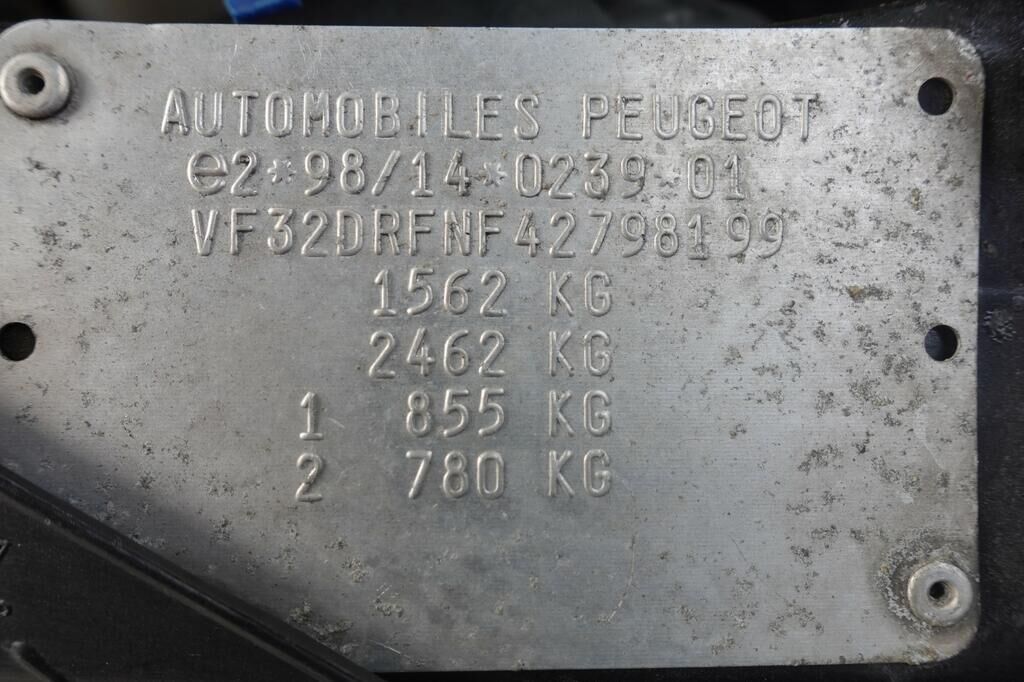 AUTOMOBILES PEUGEOT
e2*98/14*0239*01
VF32DRFNF42798199
1562 KG
2462 KG
1 855 KG
2 780 KG